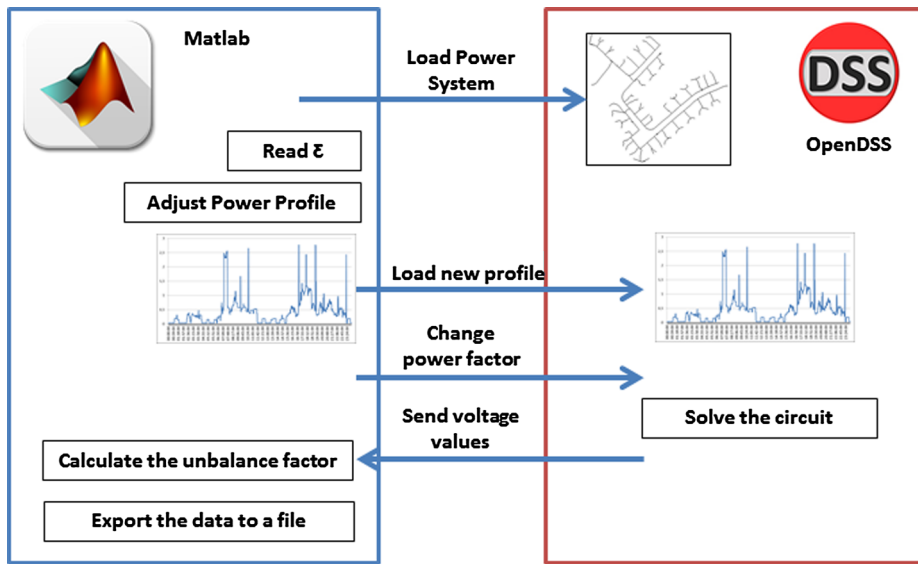 Matlab
Load Power
System
DSS
OpenDSS
Read Ɛ
Adjust Power Profile
Load new profile
Change
power factor
Send voltage
values
Solve the circuit
Calculate the unbalance factor
Export the data to a file